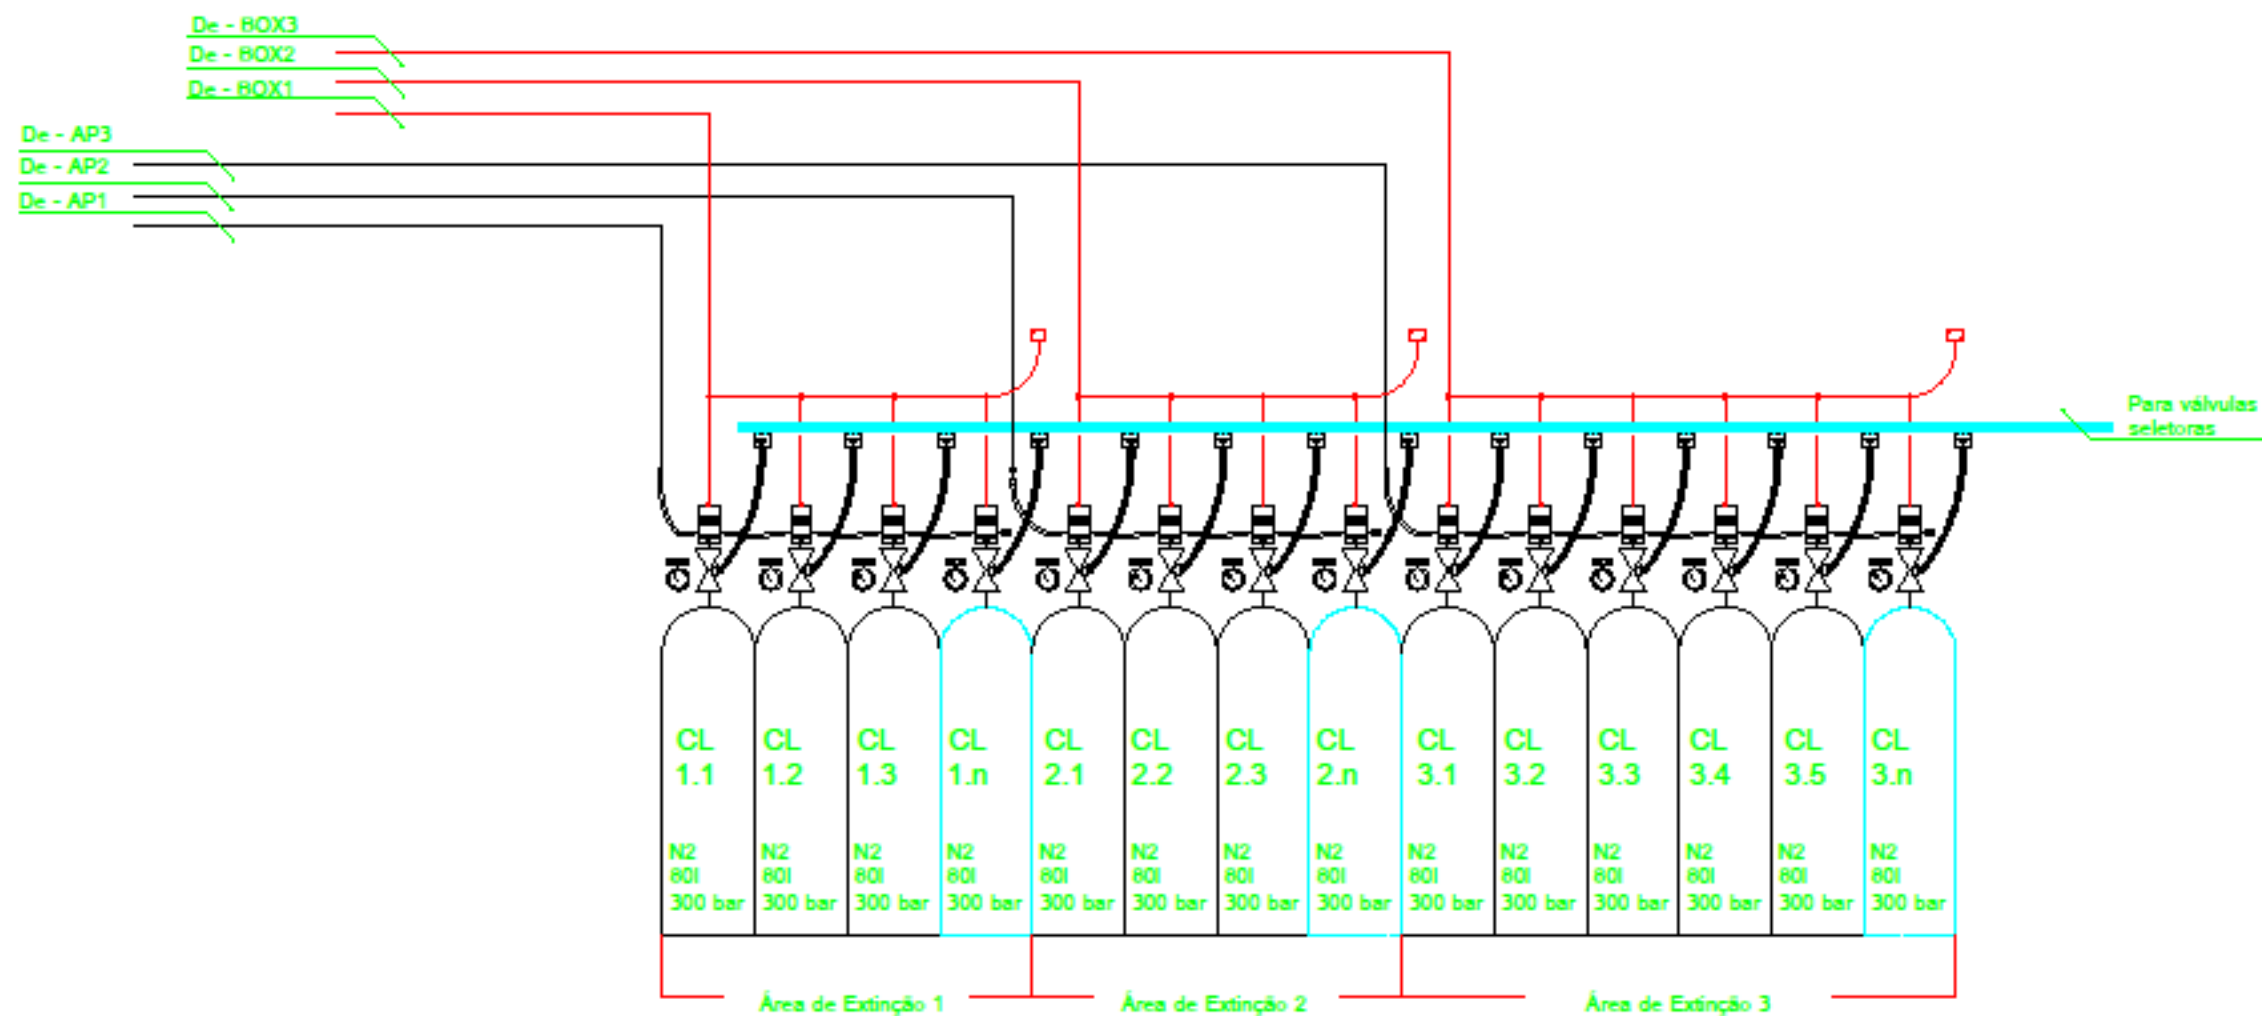 De - BOX3
De - BOX2
De - BOX1
De - AP3
De - AP2
De - AP1
Para válvulas
seletoras
CL
1.1
N2
80l
300 bar
CL
1.2
N2
80l
300 bar
CL
1.3
N2
80l
300 bar
CL
1.n
N2
80l
300 bar
CL
2.1
N2
80l
300 bar
CL
2.2
N2
80l
300 bar
CL
2.3
N2
80l
300 bar
CL
2.n
N2
80l
300 bar
CL
3.1
N2
80l
300 bar
CL
3.2
N2
80l
300 bar
CL
3.3
N2
80l
300 bar
CL
3.4
N2
80l
300 bar
CL
3.5
N2
80l
300 bar
CL
3.n
N2
80l
300 bar
Área de Extinção 1
Área de Extinção 2
Área de Extinção 3